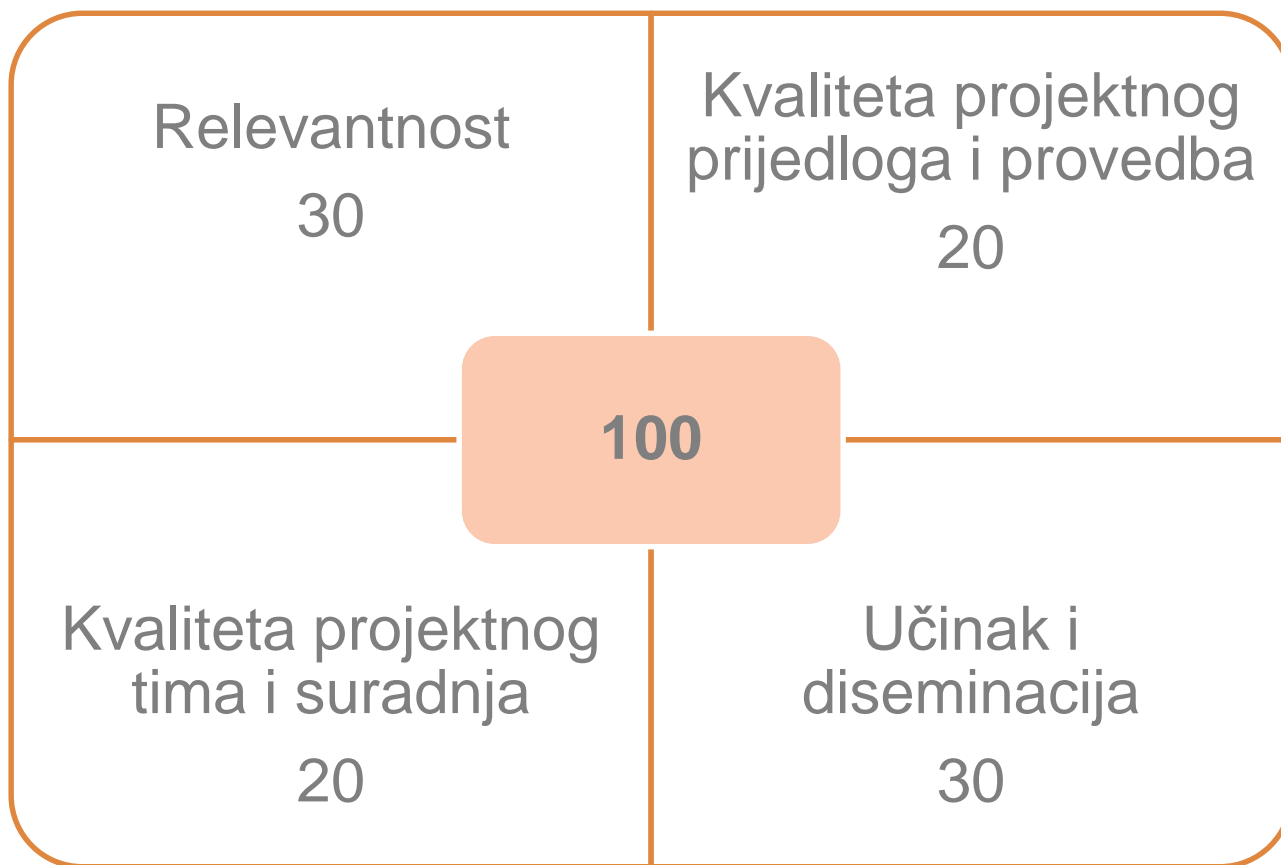 Relevantnost
30
Kvaliteta projektnog
prijedloga i provedba
20
100
Kvaliteta projektnog
tima i suradnja
20
Učinak i
diseminacija
30